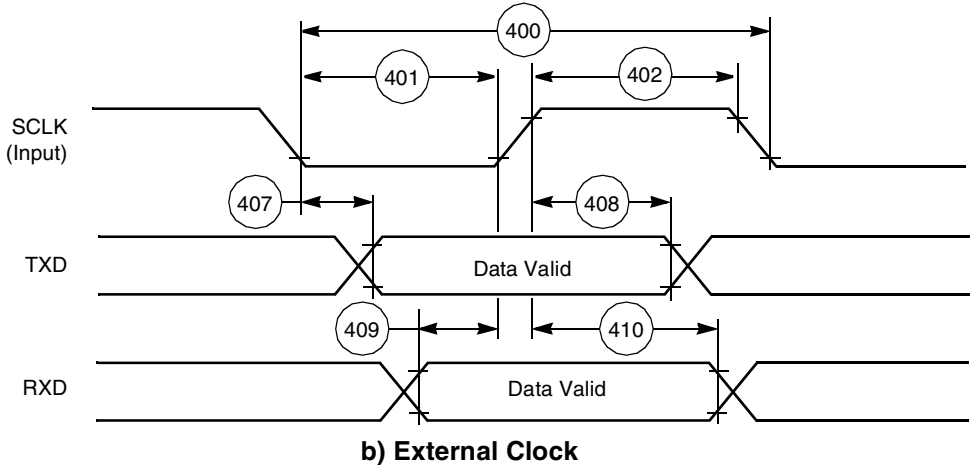 400
401
402
SCLK
(Input)
407
408
TXD
Data Valid
409
410
RXD
Data Valid
b) External Clock